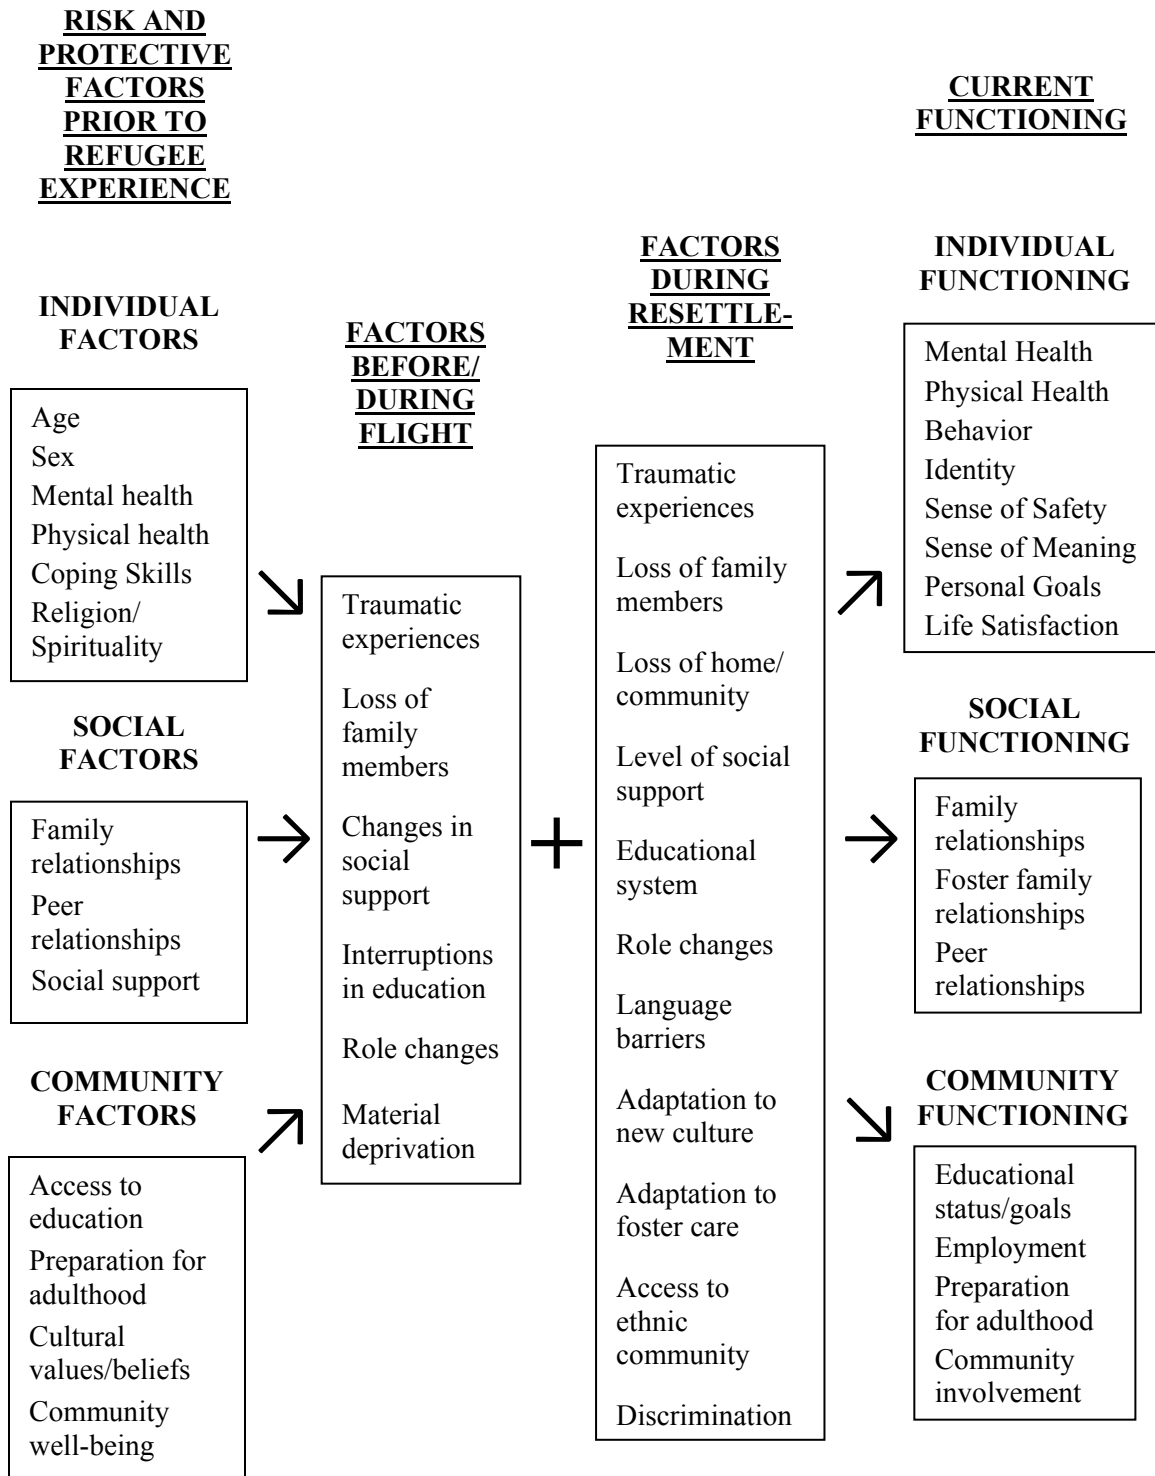 RISK AND
PROTECTIVE
FACTORS
PRIOR TO
REFUGEE
EXPERIENCE
INDIVIDUAL
FACTORS
Age
Sex
Mental health
Physical health
Coping Skills
Religion/
Spirituality
SOCIAL
FACTORS
Family
relationships
Peer
relationships
Social support
COMMUNITY
FACTORS
Access to
education
Preparation for
adulthood
Cultural
values/beliefs
Community
well-being
FACTORS
BEFORE/
DURING
FLIGHT
Traumatic
experiences
Loss of
family
members
Changes in
social
support
Interruptions
in education
Role changes
Material
deprivation
FACTORS
DURING
RESETTLE-
MENT
Traumatic
experiences
Loss of family
members
Loss of home/
community
Level of social
support
Educational
system
Role changes
Language
barriers
Adaptation to
new culture
Adaptation to
foster care
Access to
ethnic
community
Discrimination
CURRENT
FUNCTIONING
INDIVIDUAL
FUNCTIONING
Mental Health
Physical Health
Behavior
Identity
Sense of Safety
Sense of Meaning
Personal Goals
Life Satisfaction
SOCIAL
FUNCTIONING
Family
relationships
Foster family
relationships
Peer
relationships
COMMUNITY
FUNCTIONING
Educational
status/goals
Employment
Preparation
for adulthood
Community
involvement